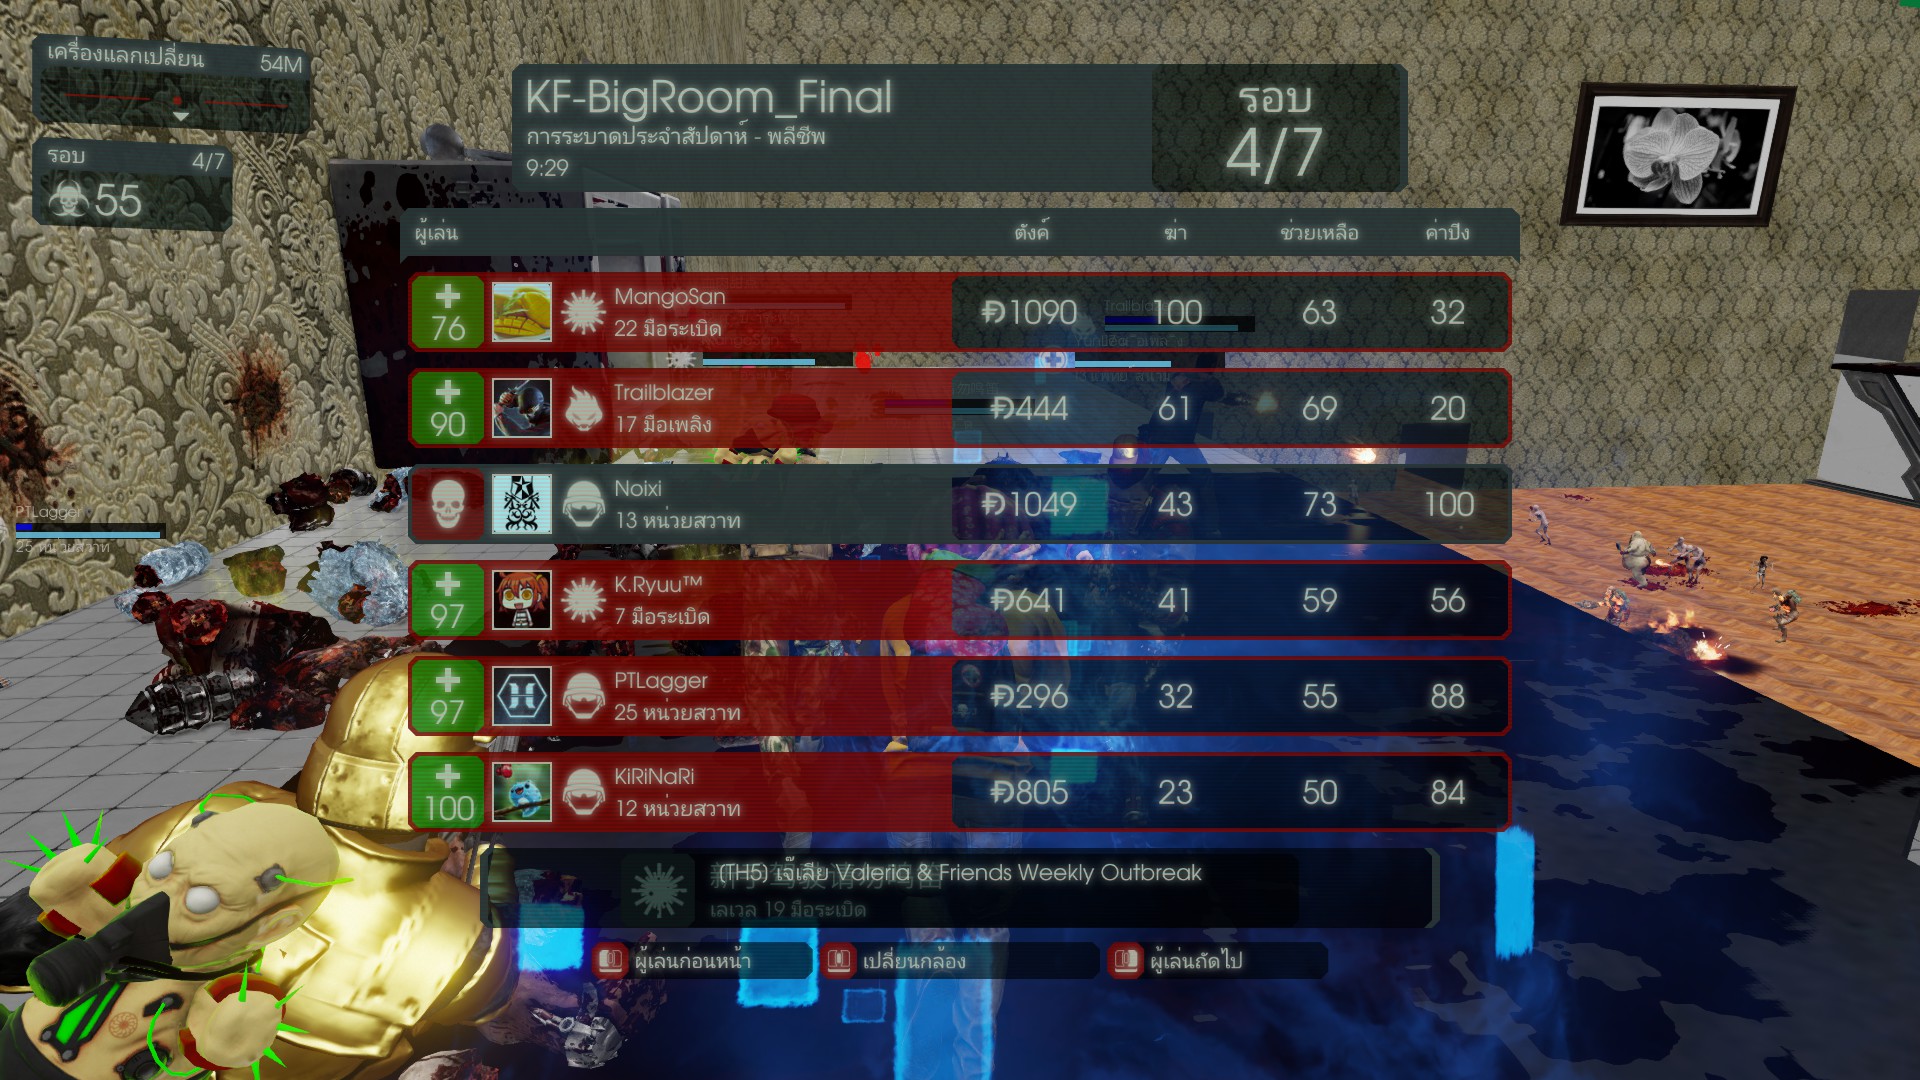 เครื่องแลกเปลี่ยน 54M
รอบ 4/7
55
KF-BigRoom_Final
การระบาดประจำสัปดาห์ - พลีชีพ
9:29
รอบ
4/7
ผู้เล่น ตังค์ ฆ่า ช่วยเหลือ ค่าปิง
76 MangoSan 1090 100 63 32
22 มือระเบิด
90 Trailblazer 444 61 69 20
17 มือเพลิง
Noixi 1049 43 73 100
13 หน่วยสวาท
97 K.Ryuu™ 641 41 59 56
7 มือระเบิด
97 PTLagger 296 32 55 88
25 หน่วยสวาท
100 KiRiNaRi 805 23 50 84
12 หน่วยสวาท
PTLagger
25 หน่วยสวาท
(TH5) เจ๊เลีย Valeria & Friends Weekly Outbreak
เลเวล 19 มือระเบิด
ผู้เล่นก่อนหน้า เปลี่ยนกล้อง ผู้เล่นถัดไป